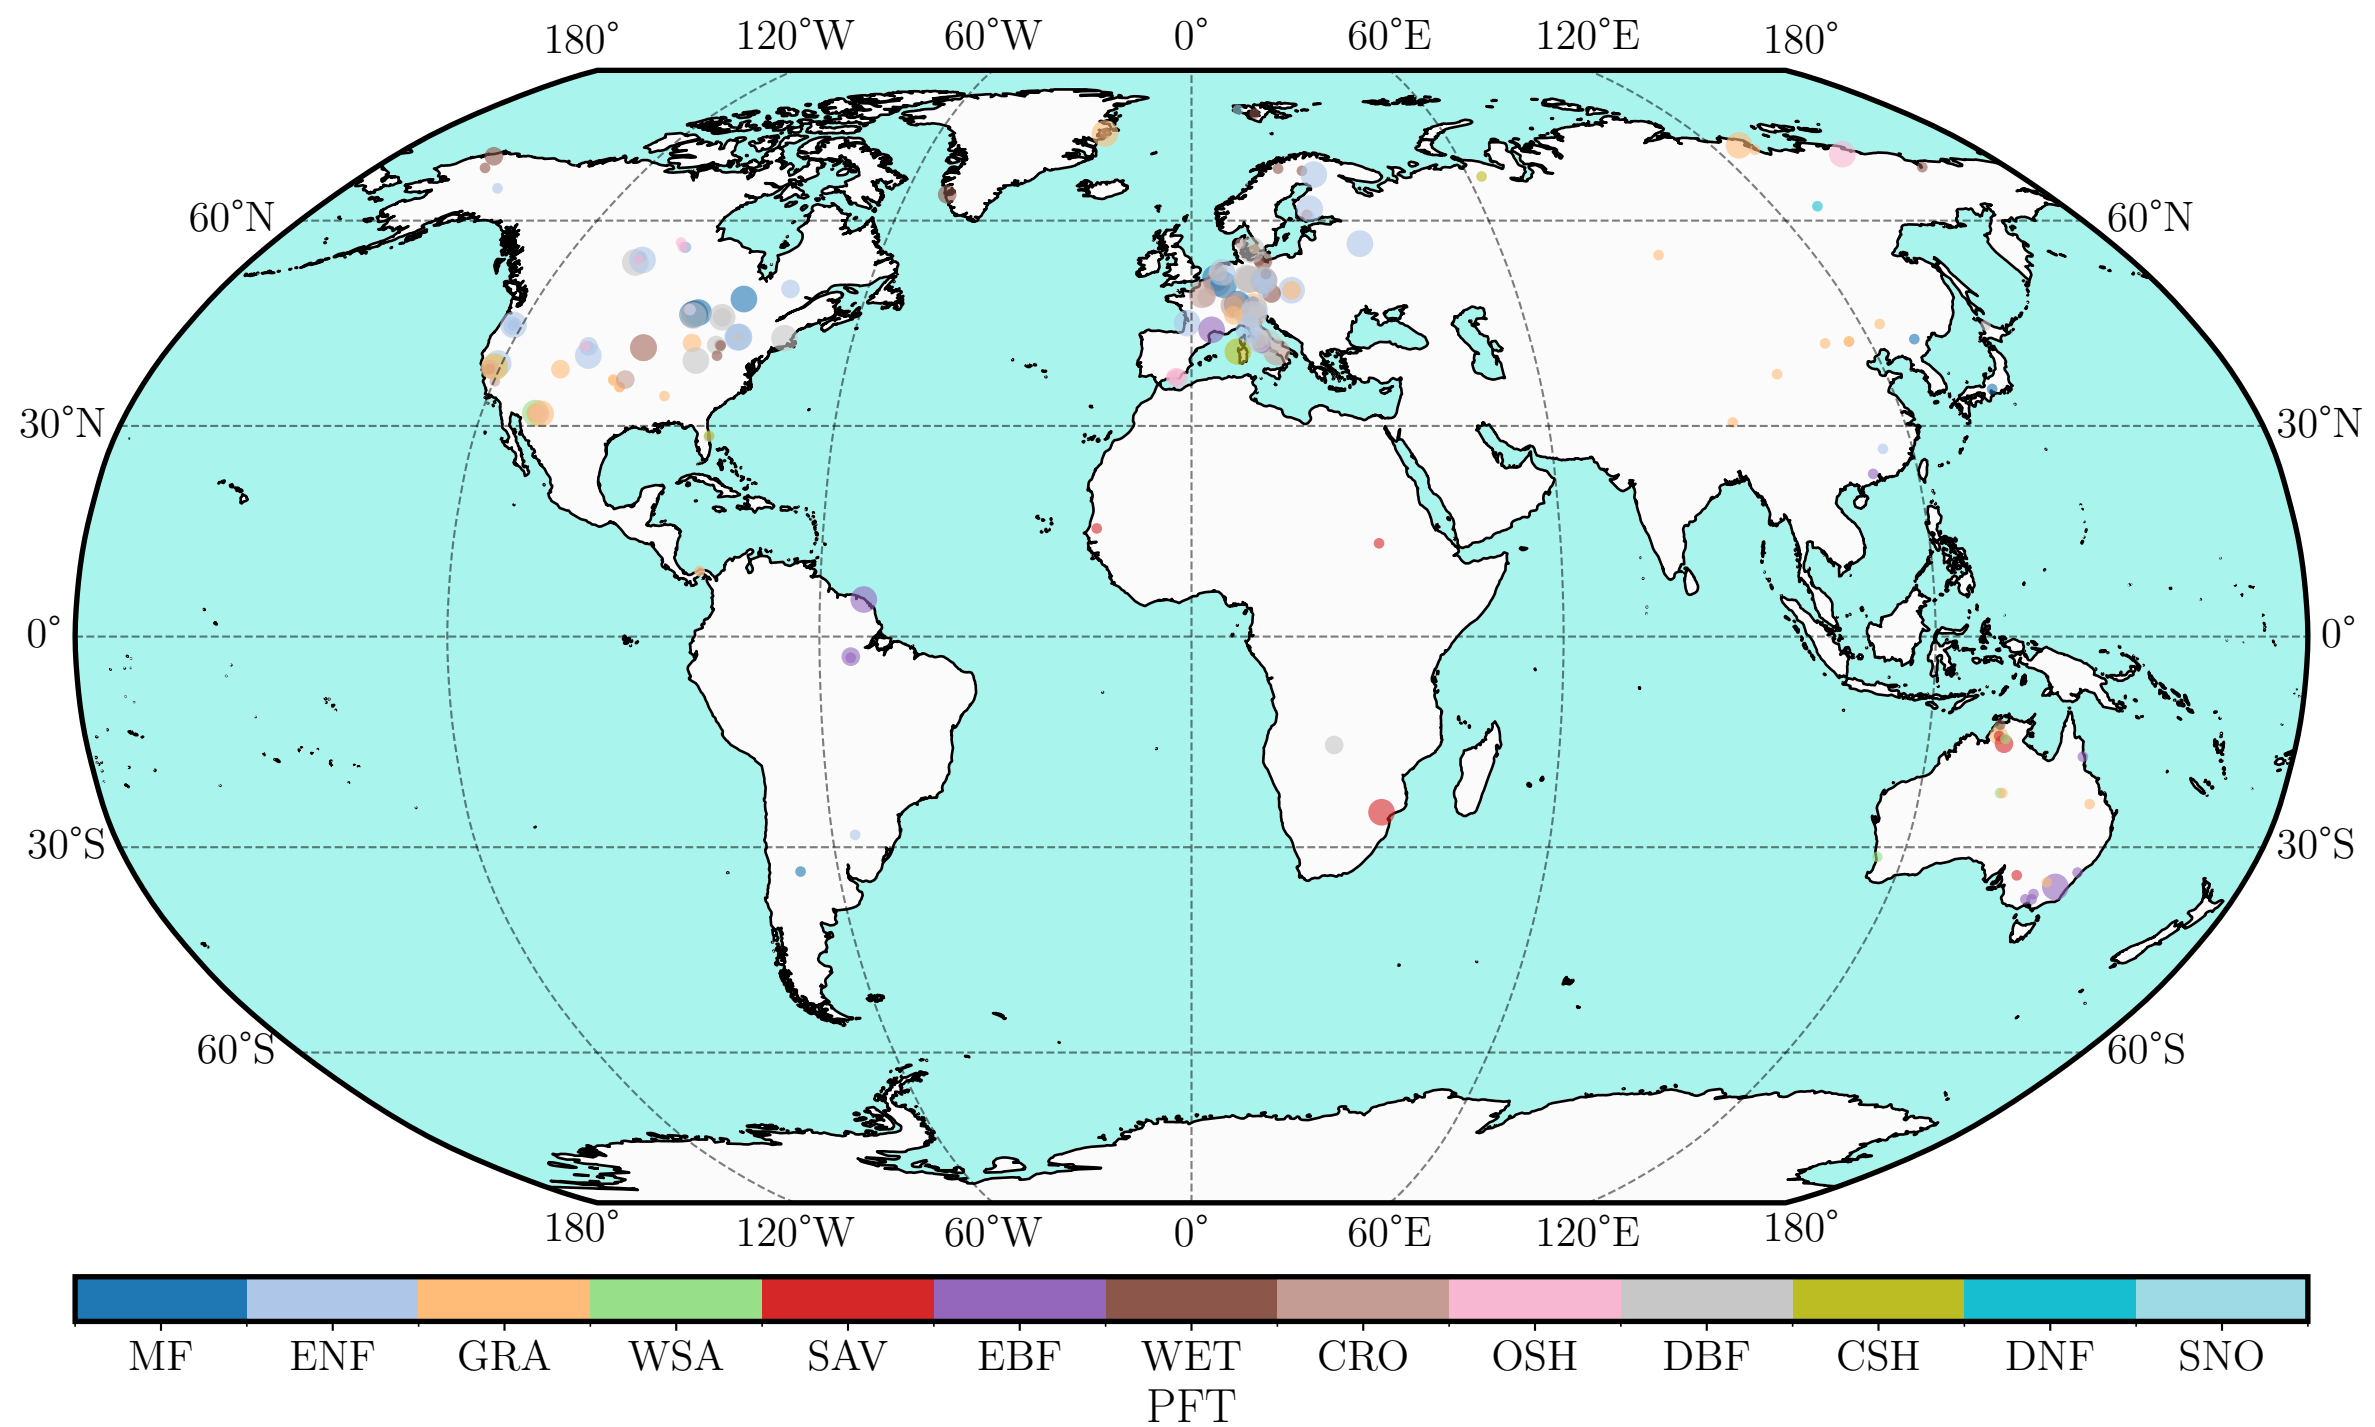 180° 120°W 60°W 0° 60°E 120°E 180°
60°N 60°N
30°N 30°N
0° 0°
30°S 30°S
60°S 60°S
180° 120°W 60°W 0° 60°E 120°E 180°
MF ENF GRA WSA SAV EBF WET CRO OSH DBF CSH DNF SNO
PFT